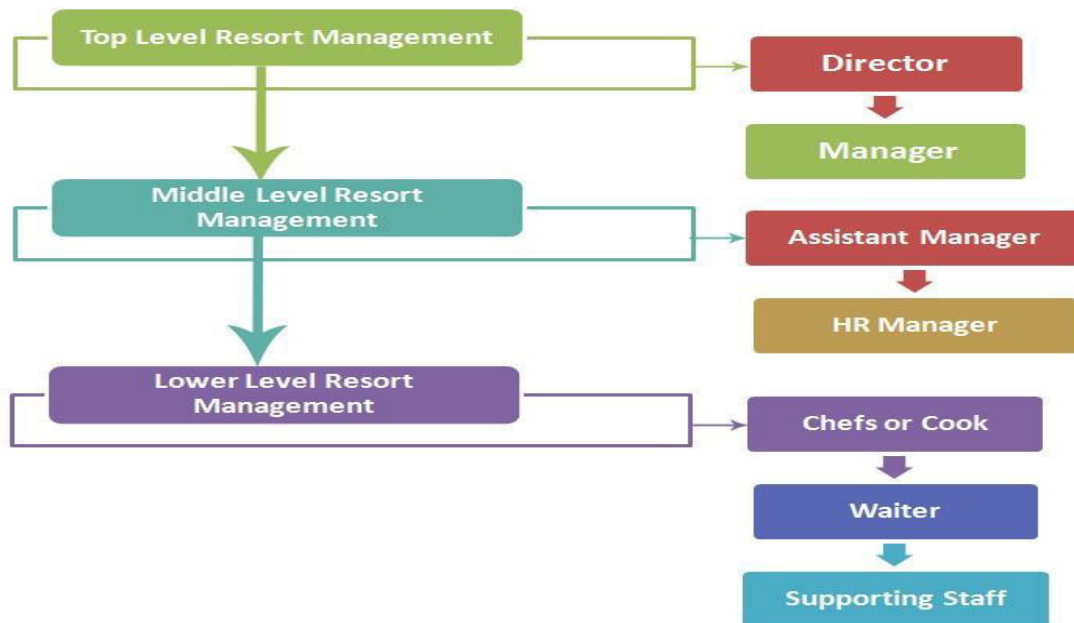 Top Level Resort Management
Director
Manager
Middle Level Resort
Management
Assistant Manager
HR Manager
Lower Level Resort
Management
Chefs or Cook
Waiter
Supporting Staff